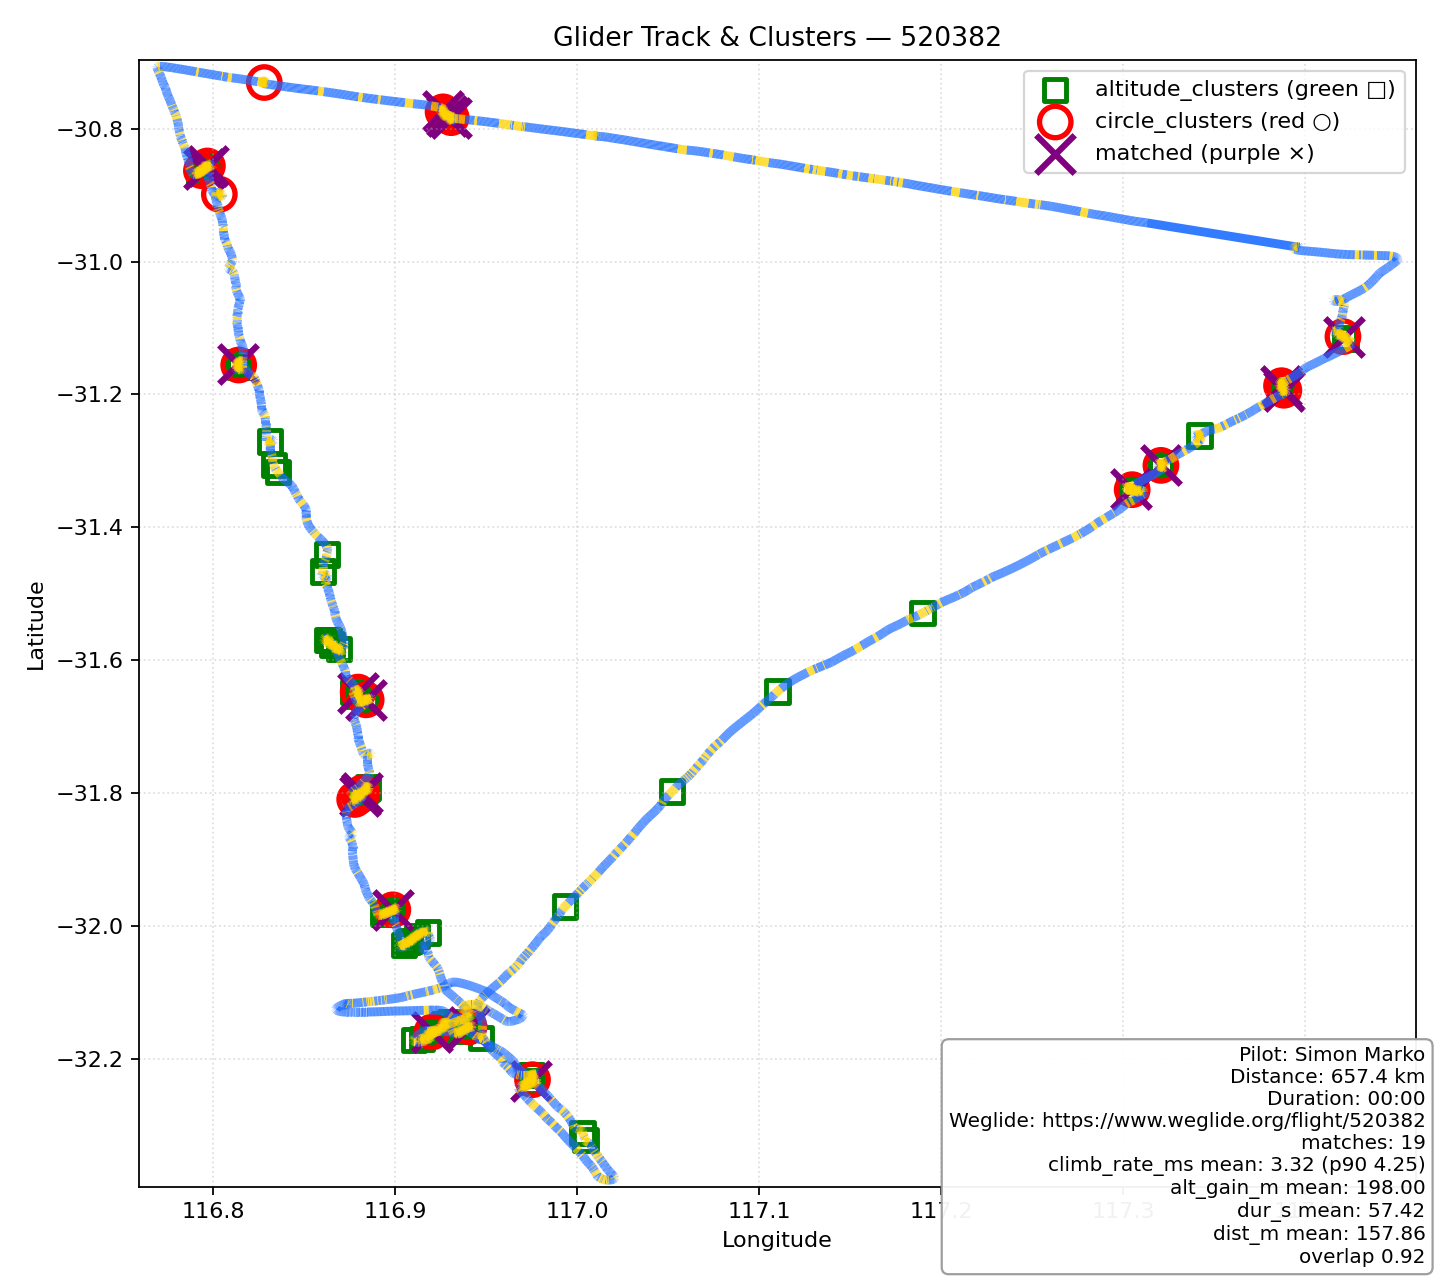 Glider Track & Clusters — 520382
altitude_clusters (green □)
circle_clusters (red ○)
matched (purple ×)
Latitude
−30.8
−31.0
−31.2
−31.4
−31.6
−31.8
−32.0
−32.2
116.8
116.9
117.0
117.1
117.2
117.3
Longitude
Pilot: Simon Marko
Distance: 657.4 km
Duration: 00:00
Weglide: https://www.weglide.org/flight/520382
matches: 19
climb_rate_ms mean: 3.32 (p90 4.25)
alt_gain_m mean: 198.00
dur_s mean: 57.42
dist_m mean: 157.86
overlap 0.92